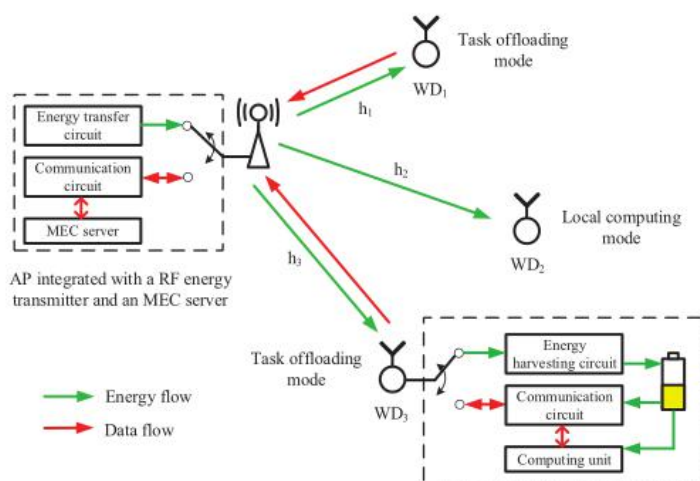 Task offloading
mode
WD1
h1
Energy transfer
circuit
Communication
circuit
MEC server
AP integrated with a RF energy
transmitter and an MEC server
h2
Local computing
mode
WD2
h3
Task offloading
mode
WD3
Energy
harvesting circuit
Communication
circuit
Computing unit
Energy flow
Data flow